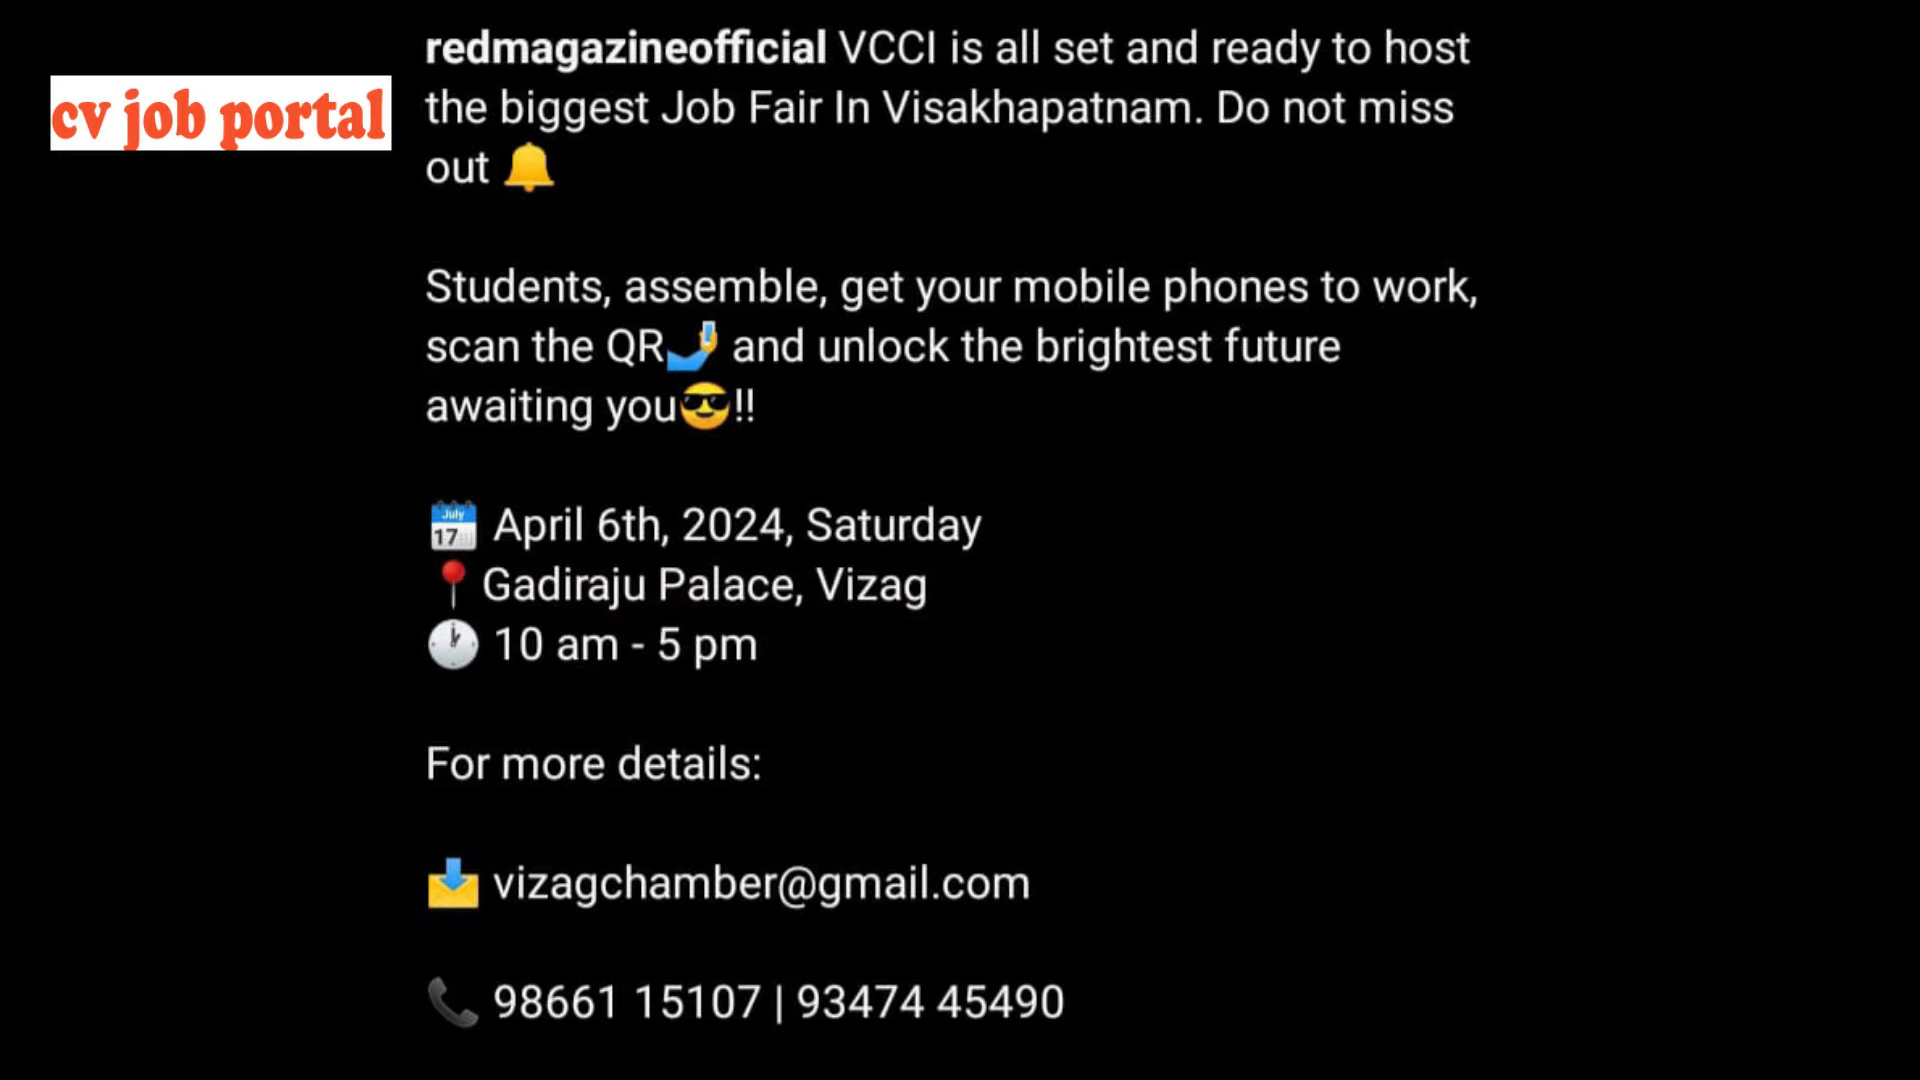 cv job portal
redmagazineofficial VCCI is all set and ready to host
the biggest Job Fair In Visakhapatnam. Do not miss
out 🔔
Students, assemble, get your mobile phones to work,
scan the QR🤳 and unlock the brightest future
awaiting you😎!!
📅 April 6th, 2024, Saturday
📍Gadiraju Palace, Vizag
🕐 10 am - 5 pm
For more details:
📩 vizagchamber@gmail.com
📞 98661 15107 | 93474 45490